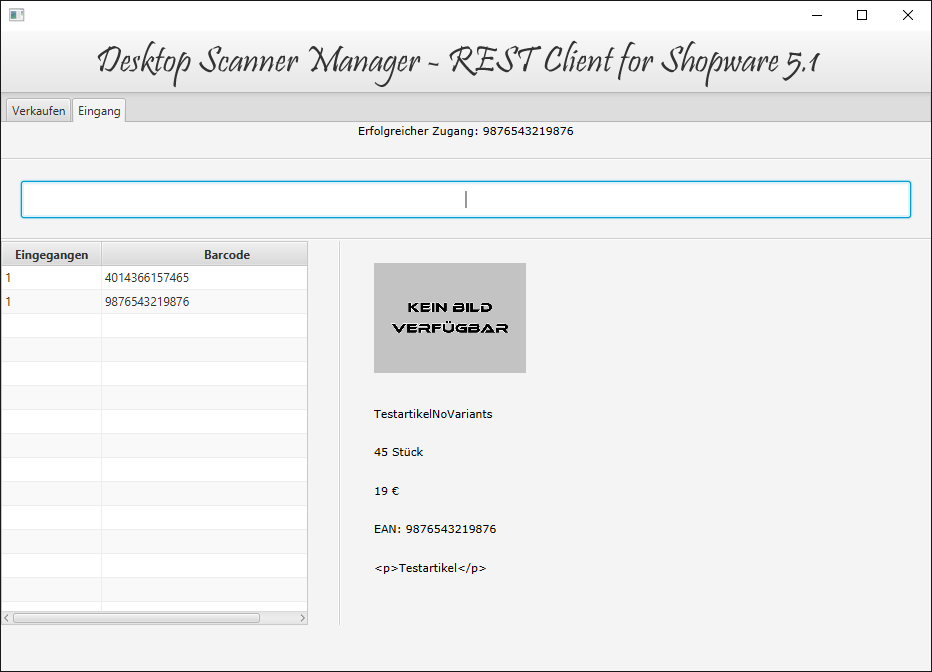 Desktop Scanner Manager - REST Client for Shopware 5.1
Verkaufen Eingang
Erfolgreicher Zugang: 9876543219876
Eingegangen Barcode
1 4014366157465
1 9876543219876
KEIN BILD
VERFÜGBAR
TestartikelNoVariants
45 Stück
19 €
EAN: 9876543219876
<p>Testartikel</p>